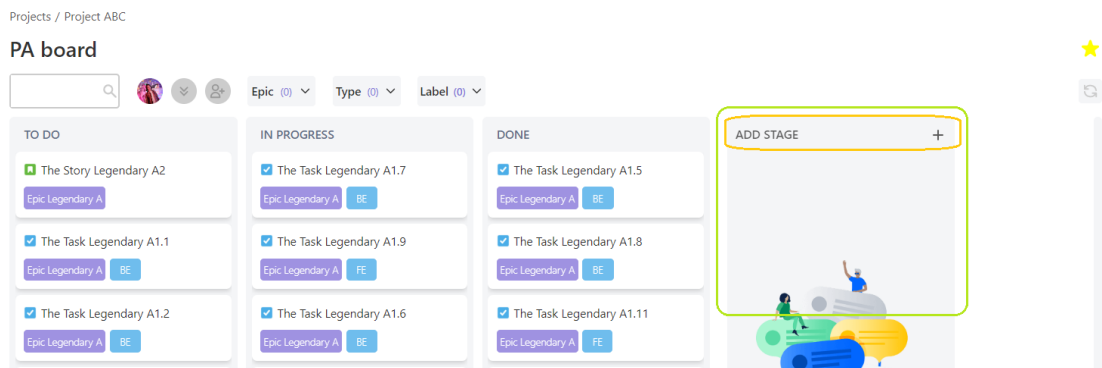 Projects / Project ABC
PA board
Epic (0) Type (0) Label (0)
TO DO
The Story Legendary A2
Epic Legendary A
The Task Legendary A1.1
Epic Legendary A BE
The Task Legendary A1.2
Epic Legendary A BE
IN PROGRESS
The Task Legendary A1.7
Epic Legendary A BE
The Task Legendary A1.9
Epic Legendary A FE
The Task Legendary A1.6
Epic Legendary A BE
DONE
The Task Legendary A1.5
Epic Legendary A BE
The Task Legendary A1.8
Epic Legendary A BE
The Task Legendary A1.11
Epic Legendary A FE
ADD STAGE +